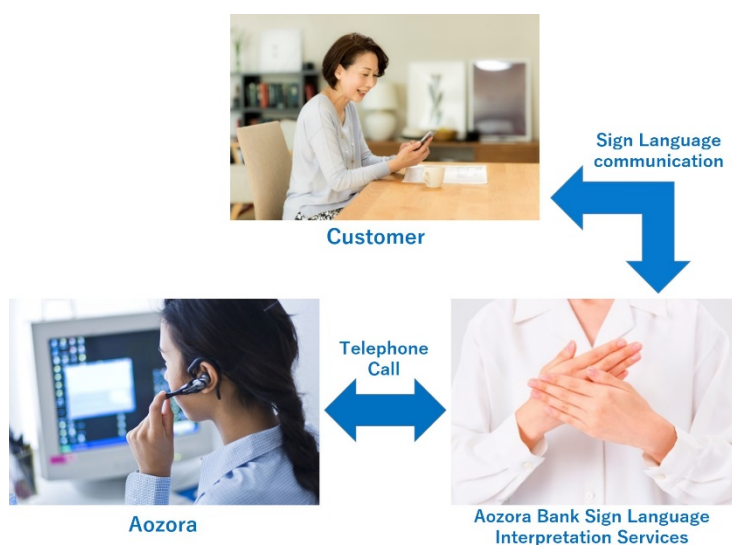 Sign Language
communication
Customer
Telephone
Call
Aozora
Aozora Bank Sign Language
Interpretation Services